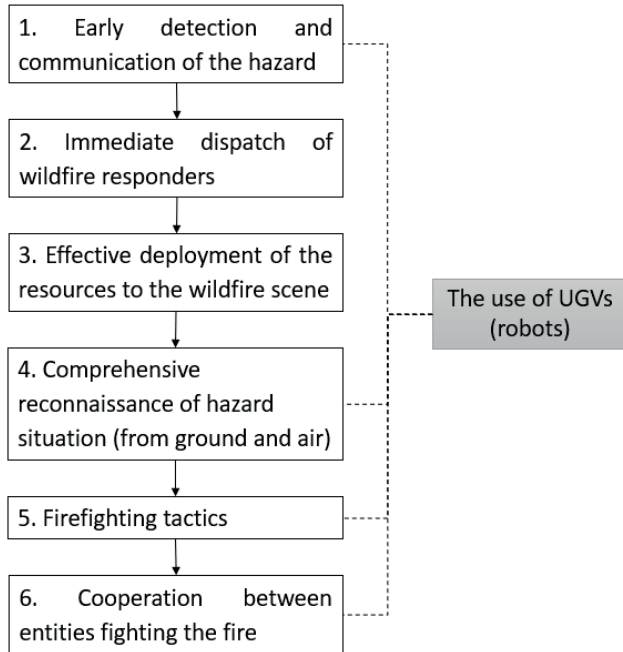 1. Early detection and
communication of the hazard
2. Immediate dispatch of
wildfire responders
3. Effective deployment of the
resources to the wildfire scene
4. Comprehensive
reconnaissance of hazard
situation (from ground and air)
5. Firefighting tactics
6. Cooperation between
entities fighting the fire
The use of UGVs
(robots)